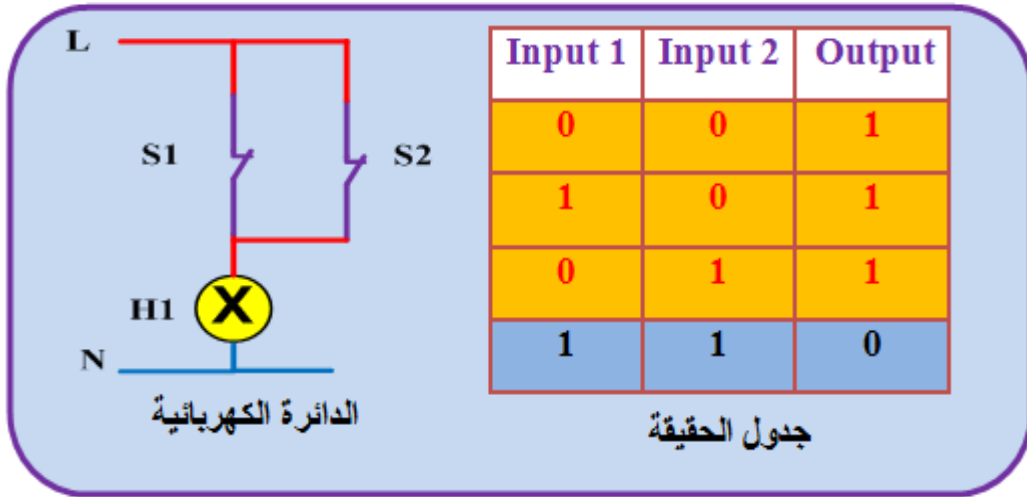 L
S1
S2
H1
X
N
الدائرة الكهربائية
Input 1 Input 2 Output
0 0 1
1 0 1
0 1 1
1 1 0
جدول الحقيقة